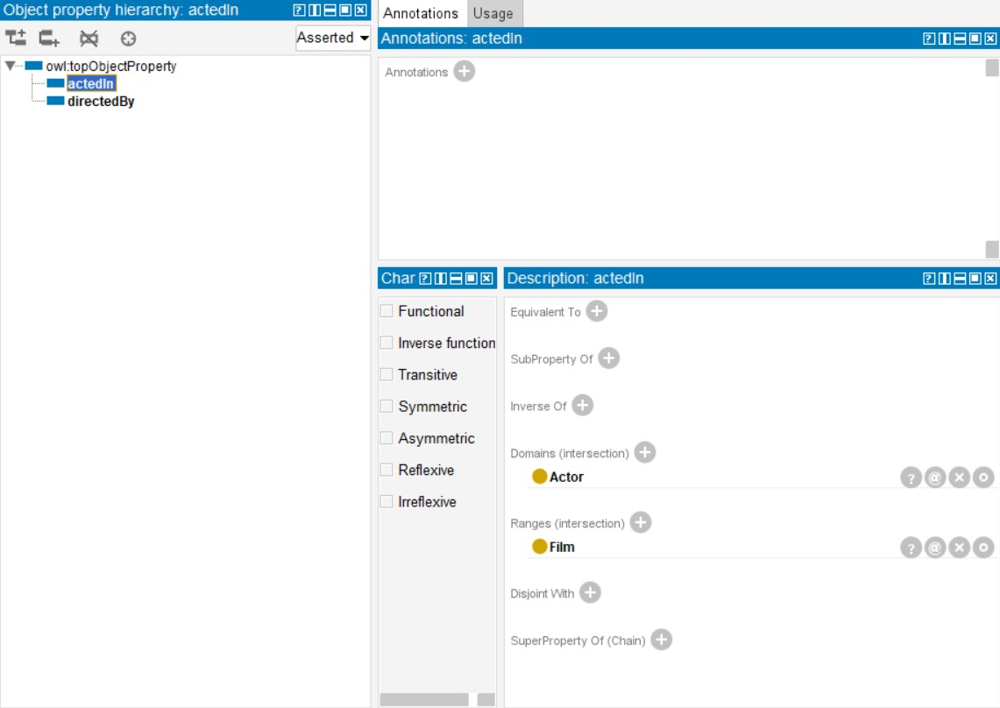 Object property hierarchy: actedIn
Asserted
owl:topObjectProperty
actedIn
directedBy
Annotations Usage
Annotations: actedIn
Annotations
Char
Functional
Inverse function
Transitive
Symmetric
Asymmetric
Reflexive
Irreflexive
Description: actedIn
Equivalent To
SubProperty Of
Inverse Of
Domains (intersection)
Actor
Ranges (intersection)
Film
Disjoint With
SuperProperty Of (Chain)